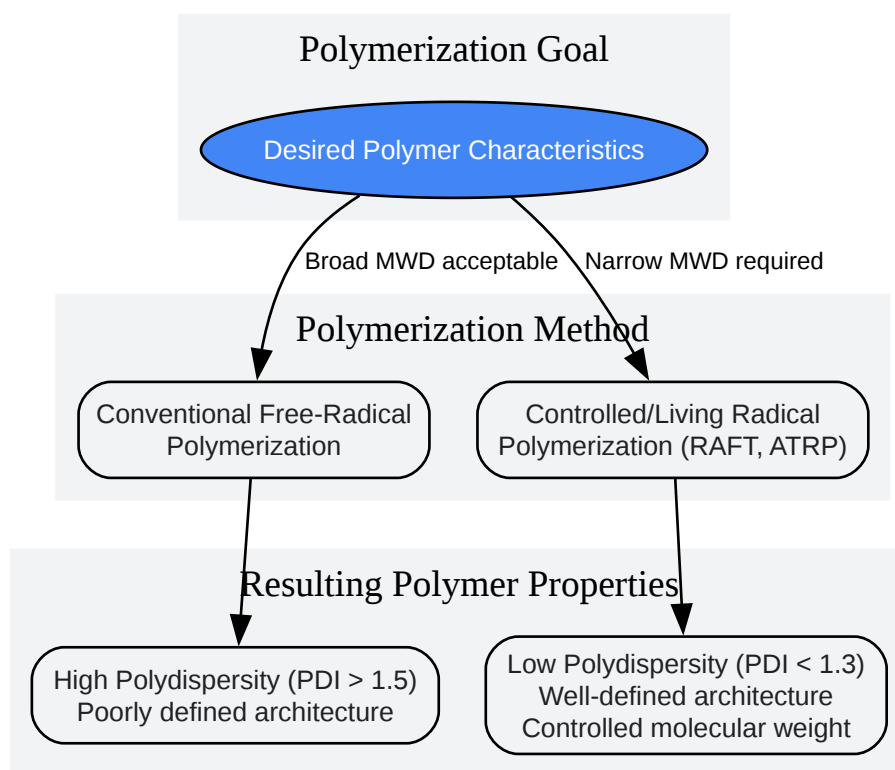 Polymerization Goal
Desired Polymer Characteristics
Broad MWD acceptable
Narrow MWD required
Polymerization Method
Conventional Free-Radical
Polymerization
Controlled/Living Radical
Polymerization (RAFT, ATRP)
Resulting Polymer Properties
High Polydispersity (PDI > 1.5)
Poorly defined architecture
Low Polydispersity (PDI < 1.3)
Well-defined architecture
Controlled molecular weight